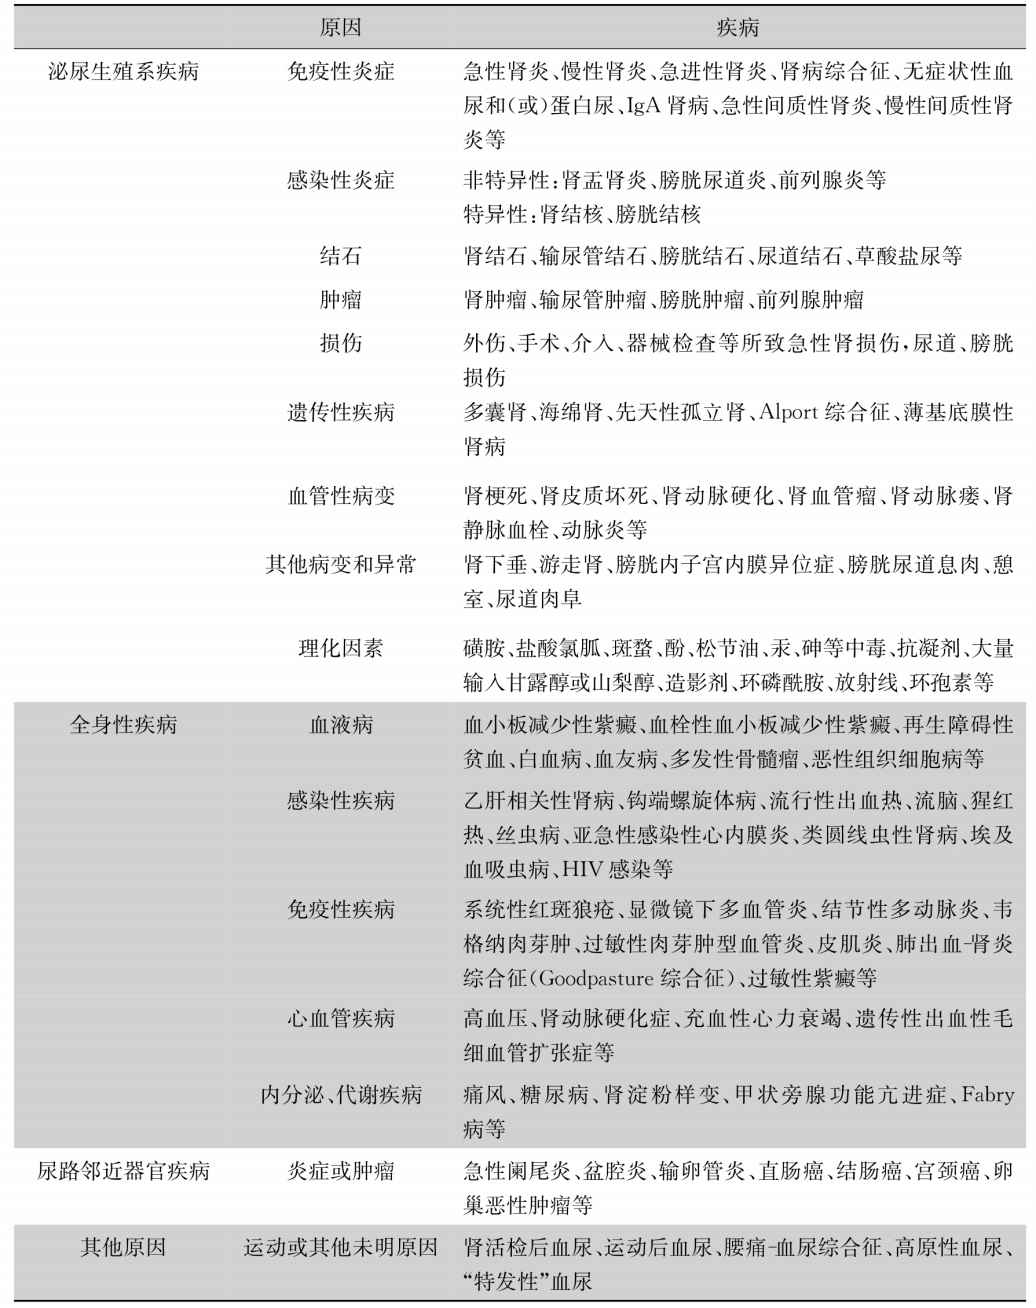 原因 疾病
泌尿生殖系疾病 免疫性炎症 急性肾炎、慢性肾炎、急进性肾炎、肾病综合征、无症状性血
尿和(或)蛋白尿、IgA 肾病、急性间质性肾炎、慢性间质性肾
炎等
感染性炎症 非特异性:肾盂肾炎、膀胱尿道炎、前列腺炎等
特异性:肾结核、膀胱结核
结石 肾结石、输尿管结石、膀胱结石、尿道结石、草酸盐尿等
肿瘤 肾肿瘤、输尿管肿瘤、膀胱肿瘤、前列腺肿瘤
损伤 外伤、手术、介入、器械检查等所致急性肾损伤,尿道、膀胱
损伤
遗传性疾病 多囊肾、海绵肾、先天性孤立肾、Alport 综合征、薄基底膜性
肾病
血管性病变 肾梗死、肾皮质坏死、肾动脉硬化、肾血管瘤、肾动脉瘘、肾
静脉血栓、动脉炎等
其他病变和异常 肾下垂、游走肾、膀胱内子宫内膜异位症、膀胱尿道息肉、憩
室、尿道肉阜
理化因素 磺胺、盐酸氯胍、斑蝥、酚、松节油、汞、砷等中毒、抗凝剂、大量
输入甘露醇或山梨醇、造影剂、环磷酰胺、放射线、环孢素等
全身性疾病 血液病 血小板减少性紫癜、血栓性血小板减少性紫癜、再生障碍性
贫血、白血病、血友病、多发性骨髓瘤、恶性组织细胞病等
感染性疾病 乙肝相关性肾病、钩端螺旋体病、流行性出血热、流脑、猩红
热、丝虫病、亚急性感染性心内膜炎、类圆线虫性肾病、埃及
血吸虫病、HIV 感染等
免疫性疾病 系统性红斑狼疮、显微镜下多血管炎、结节性多动脉炎、韦
格纳肉芽肿、过敏性肉芽肿型血管炎、皮肌炎、肺出血-肾炎
综合征(Goodpasture 综合征)、过敏性紫癜等
心血管疾病 高血压、肾动脉硬化症、充血性心力衰竭、遗传性出血性毛
细血管扩张症等
内分泌、代谢疾病 痛风、糖尿病、肾淀粉样变、甲状旁腺功能亢进症、Fabry
病等
尿路邻近器官疾病 炎症或肿瘤 急性阑尾炎、盆腔炎、输卵管炎、直肠癌、结肠癌、宫颈癌、卵
巢恶性肿瘤等
其他原因 运动或其他未明原因 肾活检后血尿、运动后血尿、腰痛-血尿综合征、高原性血尿、
“特发性”血尿